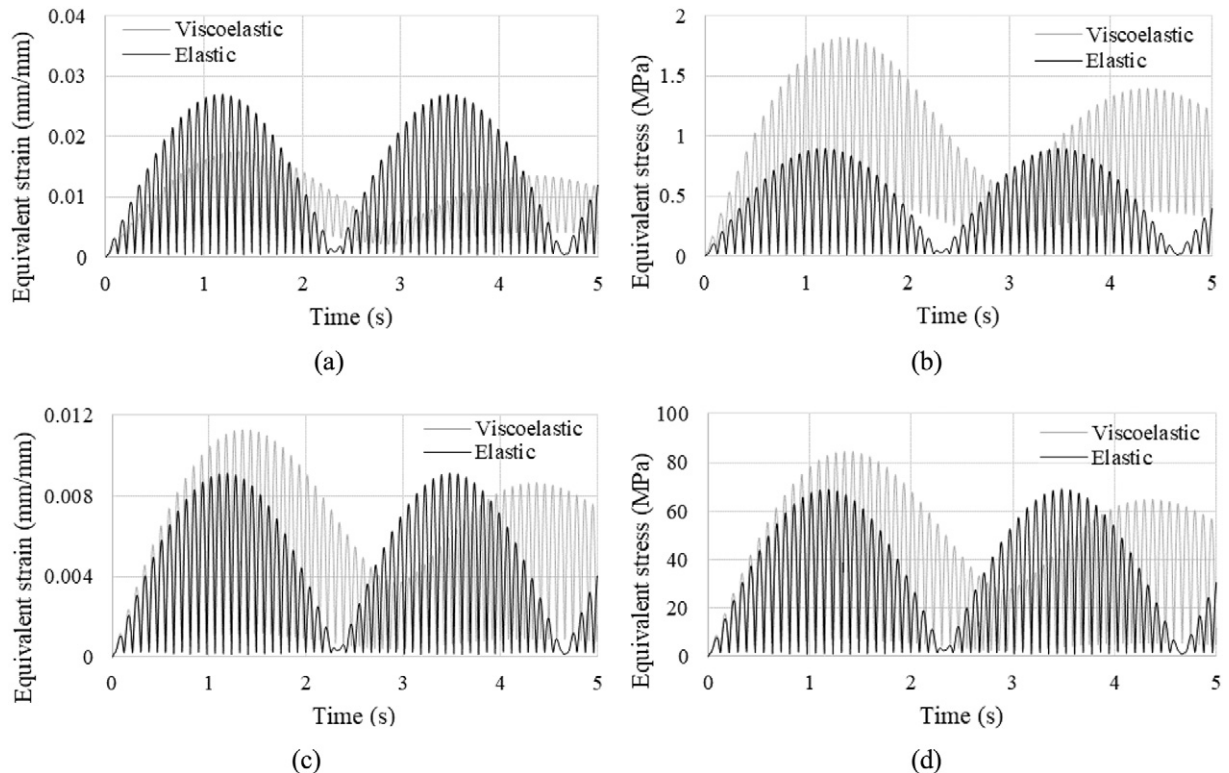 0.04
0.03
0.02
0.01
0
Equivalent strain (mm/mm)
Viscoelastic
Elastic
0 1 2 3 4 5
Time (s)
(a)
2
1.5
1
0.5
0
Equivalent stress (MPa)
Viscoelastic
Elastic
0 1 2 3 4 5
Time (s)
(b)
0.012
0.008
0.004
0
Equivalent strain (mm/mm)
Viscoelastic
Elastic
0 1 2 3 4 5
Time (s)
(c)
100
80
60
40
20
0
Equivalent stress (MPa)
Viscoelastic
Elastic
0 1 2 3 4 5
Time (s)
(d)